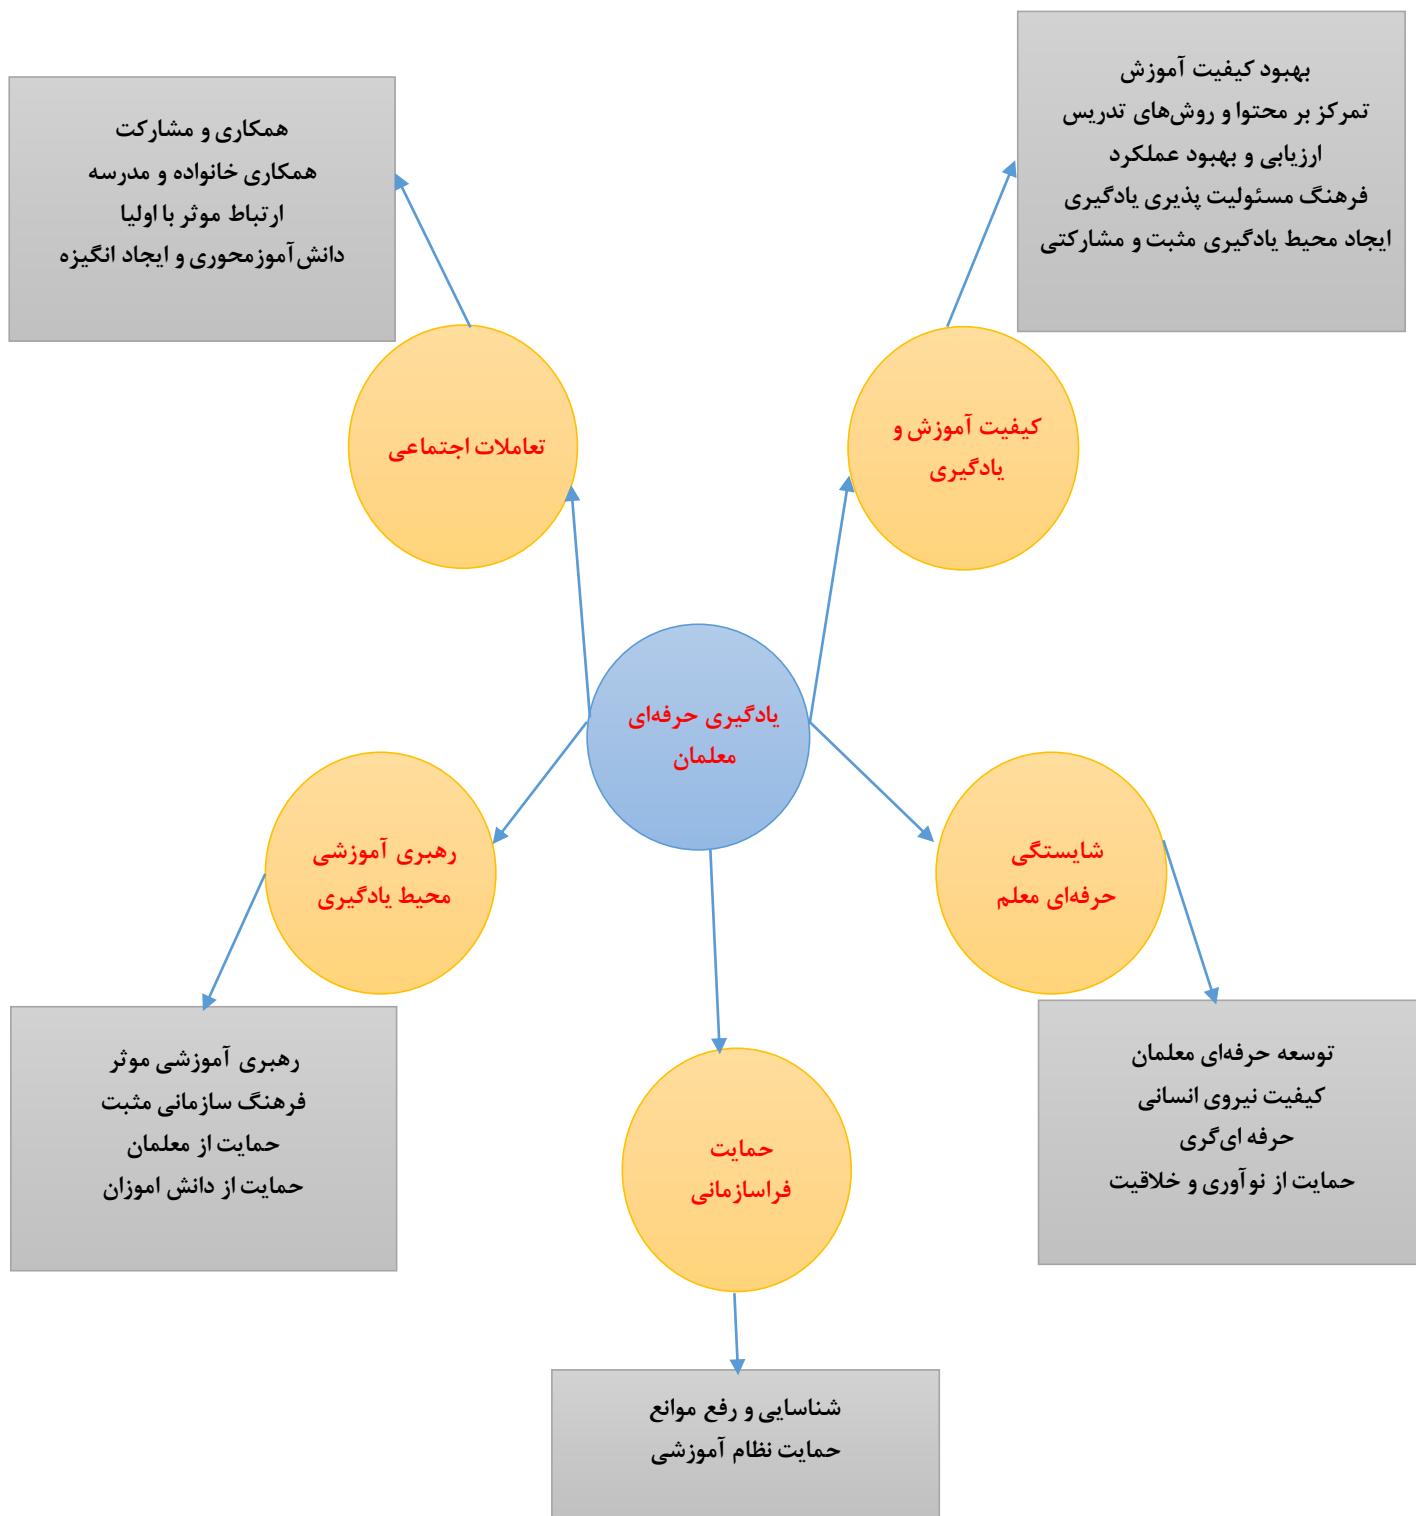 بهبود کیفیت آموزش
تمرکز بر محتوا و روش‌های تدریس
ارزیابی و بهبود عملکرد
فرهنگ مسئولیت پذیری یادگیری
ایجاد محیط یادگیری مثبت و مشارکتی
همکاری و مشارکت
همکاری خانواده و مدرسه
ارتباط موثر با اولیا
دانش‌آموزمحوری و ایجاد انگیزه
کیفیت آموزش و
یادگیری
تعاملات اجتماعی
یادگیری حرفه‌ای
معلمان
شایستگی
حرفه‌ای معلم
رهبری آموزشی
محیط یادگیری
توسعه حرفه‌ای معلمان
کیفیت نیروی انسانی
حرفه ای‌گری
حمایت از نوآوری و خلاقیت
حمایت
فراسازمانی
رهبری آموزشی موثر
فرهنگ سازمانی مثبت
حمایت از معلمان
حمایت از دانش اموزان
شناسایی و رفع موانع
حمایت نظام آموزشی